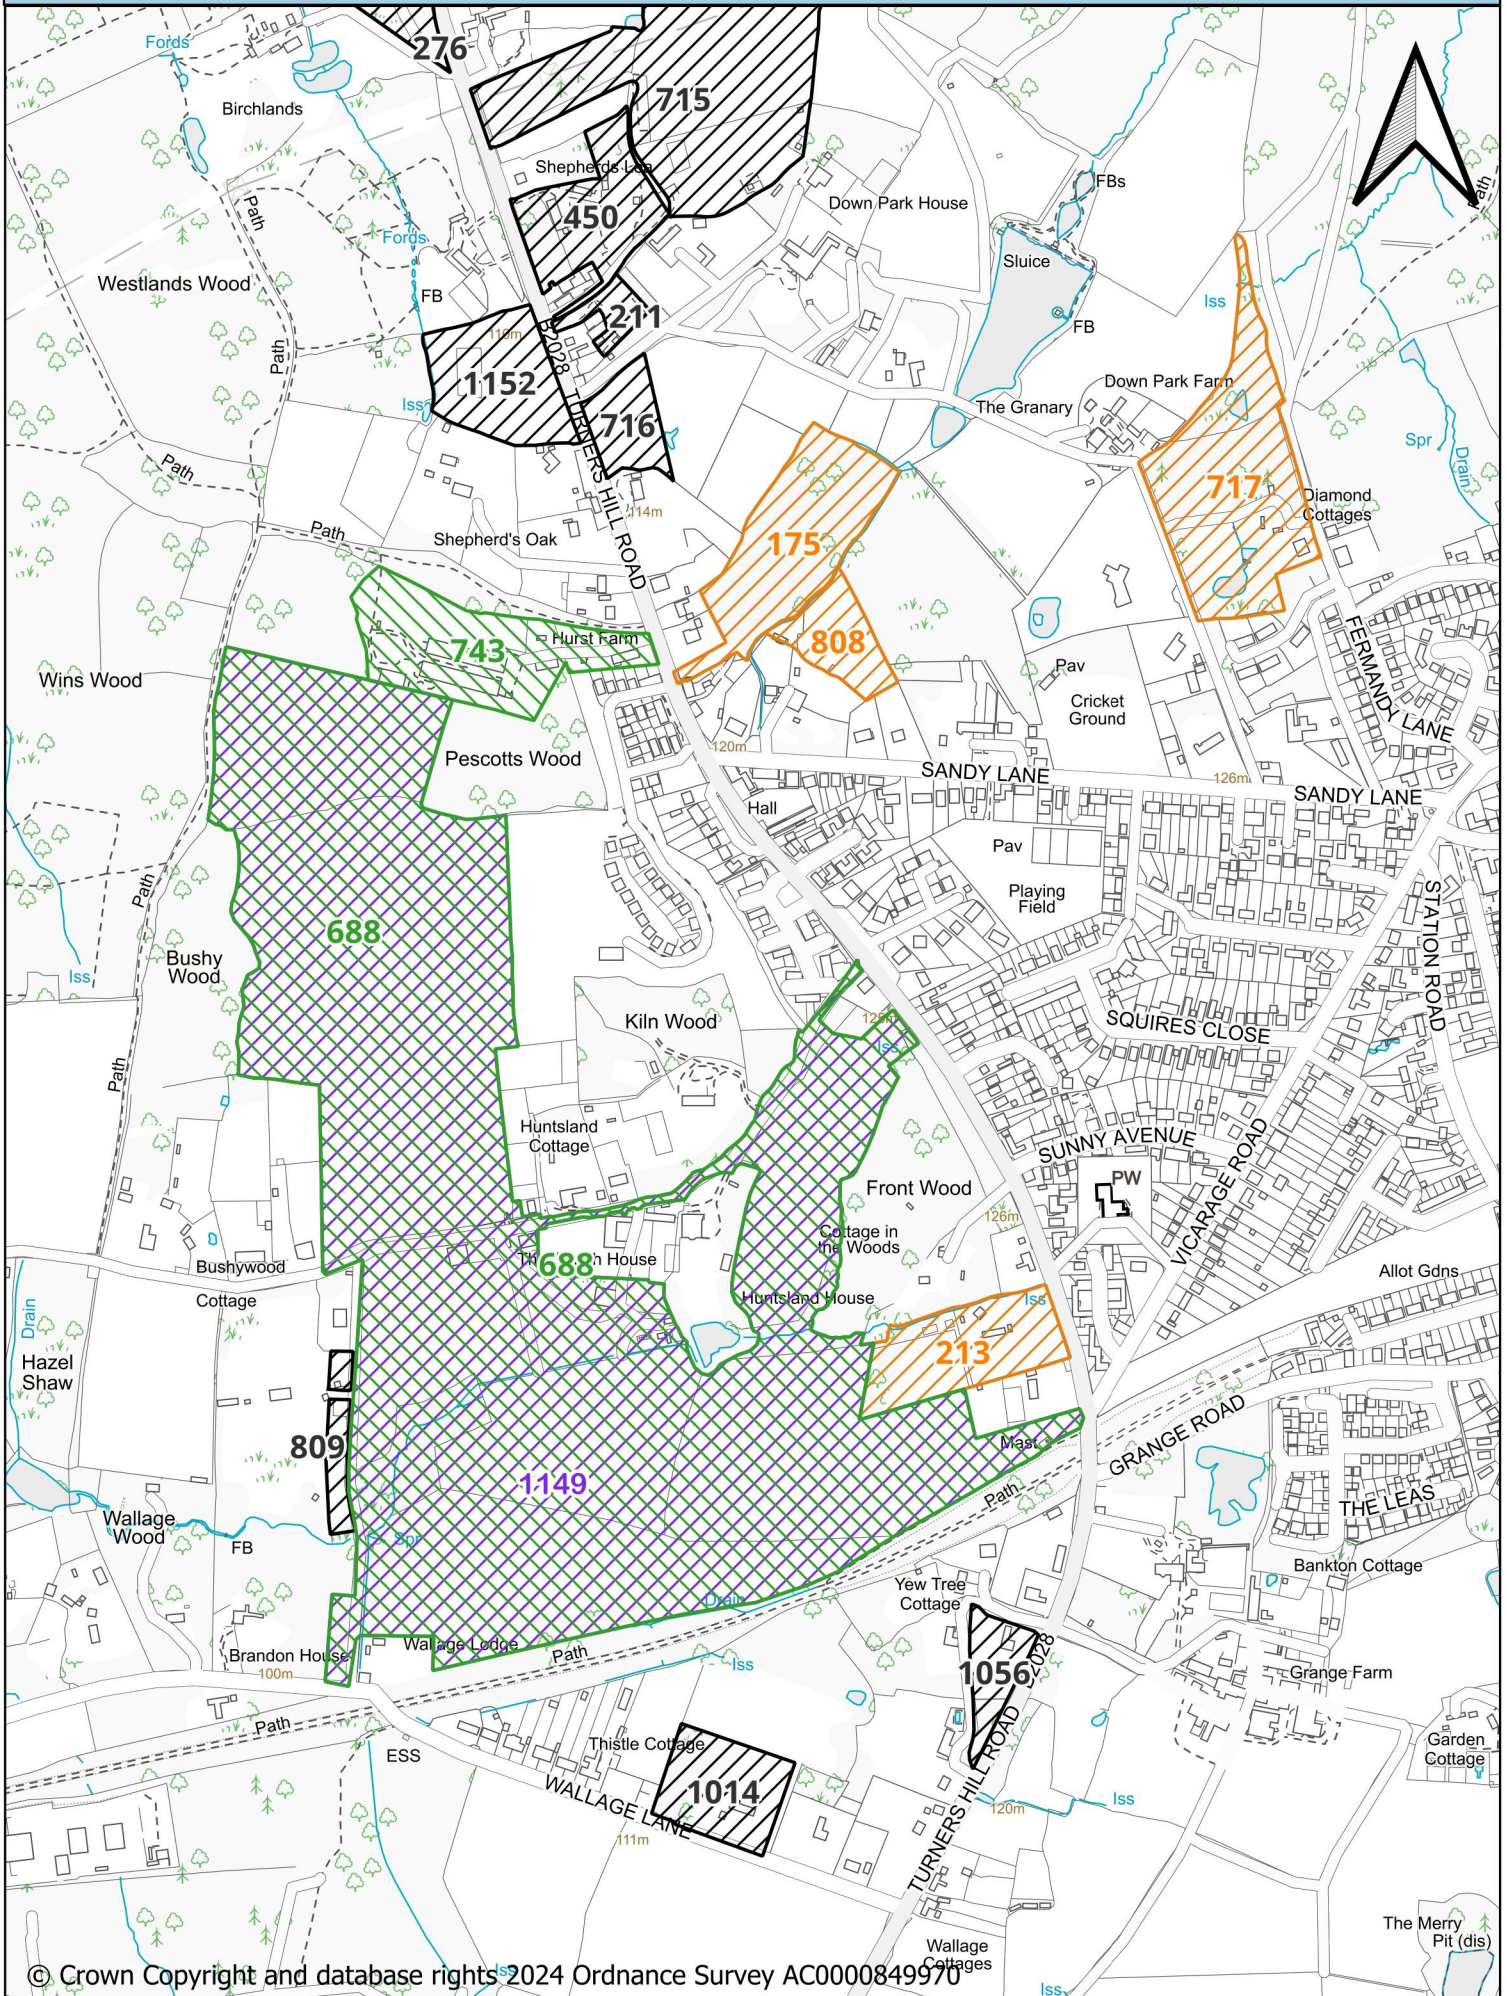 276
Fords
715
Birchlands
Shepherds Lea
FBs
Path
Path
450
Down Park House
Fords
Sluice
Westlands Wood
FB
Iss
211
110m
FB
B2028
Path
1152
Down Park Farm
Iss
The Granary
716
TURNERS HILL ROAD
Spr
Drain
Path
717
Diamond
Cottages
114m
Path
Shepherd's Oak
175
743
Hurst Farm
808
FERMANDY LANE
Pav
Wins Wood
Cricket
Ground
120m
Pescotts Wood
SANDY LANE
126m
SANDY LANE
Hall
Pav
Path
Playing
Field
STATION ROAD
688
Bushy
Wood
Iss
Kiln Wood
125m
SQUIRES CLOSE
Iss
Path
Huntsland
Cottage
SUNNY AVENUE
VICARAGE ROAD
PW
Front Wood
126m
Cottage in
the Woods
Bushywood
Cottage
688
House
Allot Gdns
Huntsland House
Iss
Drain
Hazel
Shaw
213
809
Mast
GRANGE ROAD
1149
Path
THE LEAS
Wallage
Wood
FB
Spr
Bankton Cottage
Yew Tree
Cottage
Drain
Wallage Lodge
Brandon House
100m
Path
Iss
1056
B2028
Grange Farm
Path
Thistle Cottage
ESS
Garden
Cottage
1014
WALLAGE LANE
111m
TURNERS HILL ROAD
120m
Iss
The Merry
Pit (dis)
Wallage
Cottages
Iss
Iss
© Crown Copyright and database rights 2024 Ordnance Survey AC0000849970